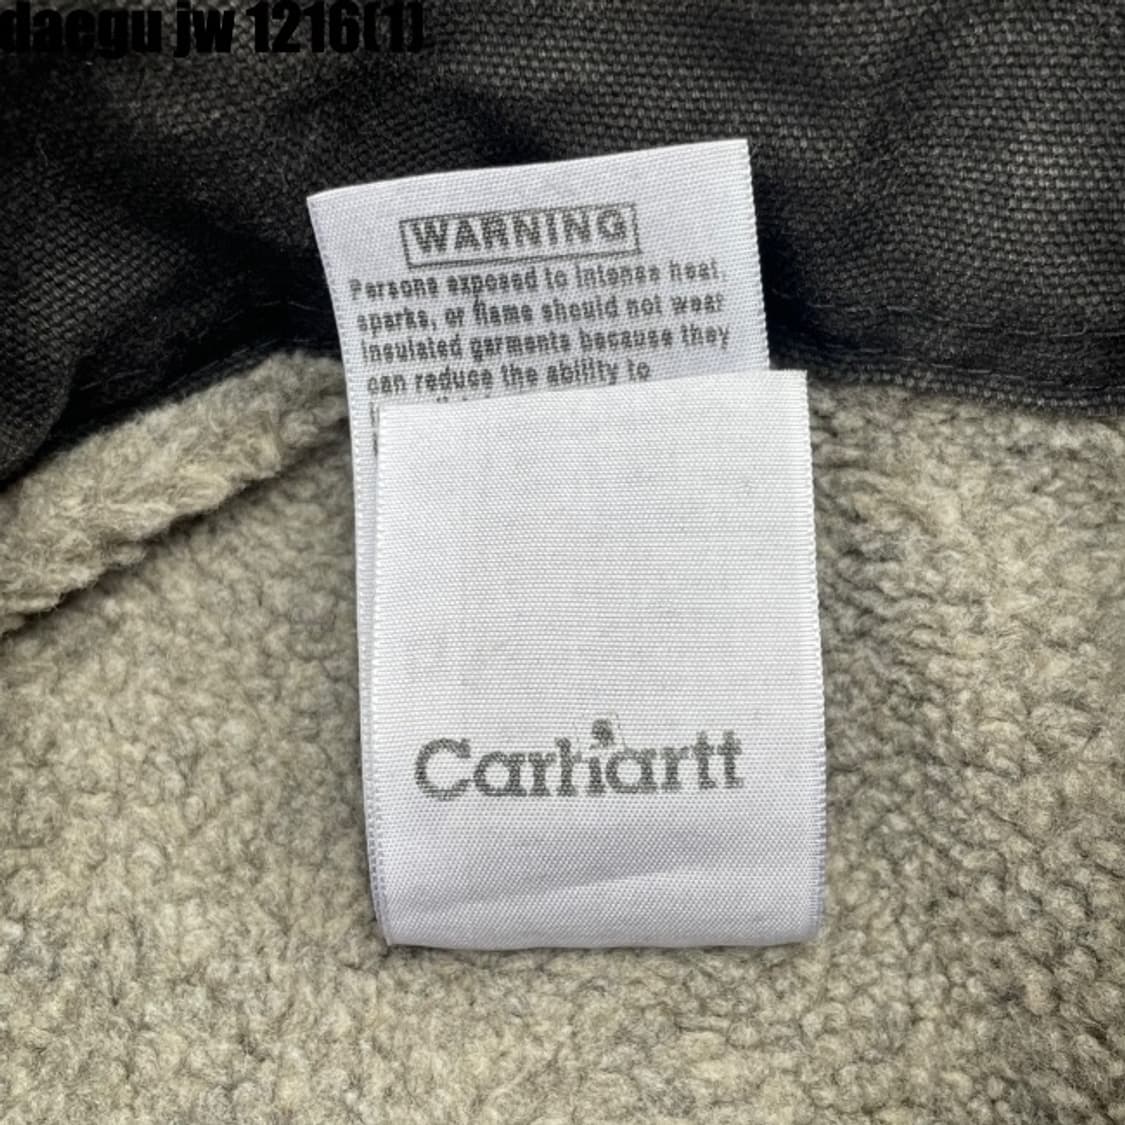 daegu jw 1216(1)
WARNING
Persons exposed to intense heat,
sparks, or flame should not wear
insulated garments because they
can reduce the ability to
Carhartt